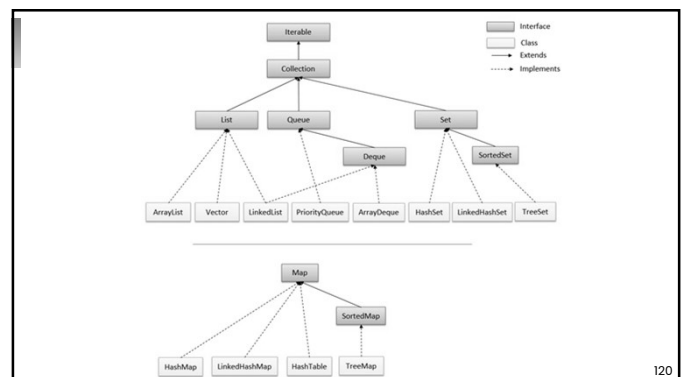 Interface
Class
Extends
Implements
Iterable
Collection
List Queue Set
Deque SortedSet
ArrayList Vector LinkedList PriorityQueue ArrayDeque HashSet LinkedHashSet TreeSet
Map
SortedMap
HashMap LinkedHashMap HashTable TreeMap
120